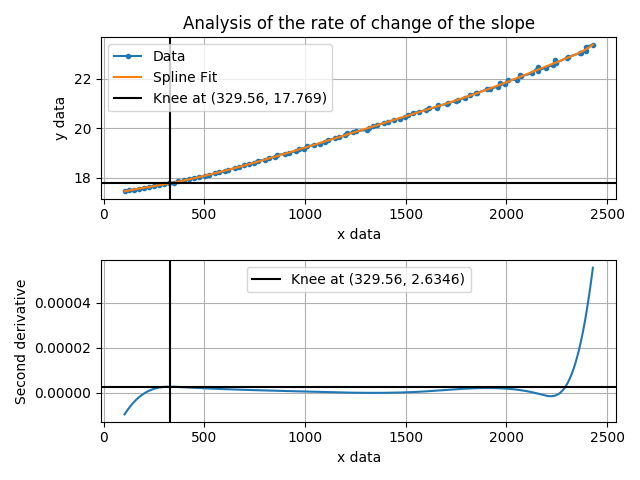 Analysis of the rate of change of the slope
Data
Spline Fit
Knee at (329.56, 17.769)
y data
22
20
18
0 500 1000 1500 2000 2500
x data
Knee at (329.56, 2.6346)
Second derivative
0.00004
0.00002
0.00000
0 500 1000 1500 2000 2500
x data